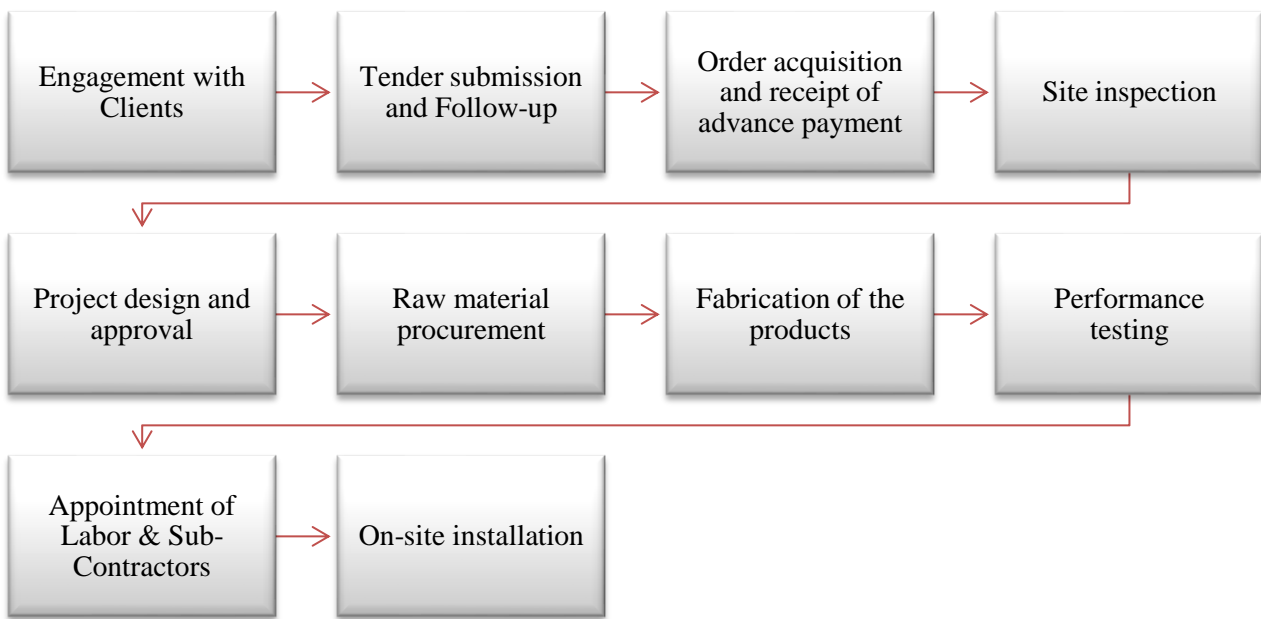 Engagement with
Clients
Tender submission
and Follow-up
Order acquisition
and receipt of
advance payment
Site inspection
Project design and
approval
Raw material
procurement
Fabrication of the
products
Performance
testing
Appointment of
Labor & Sub-
Contractors
On-site installation